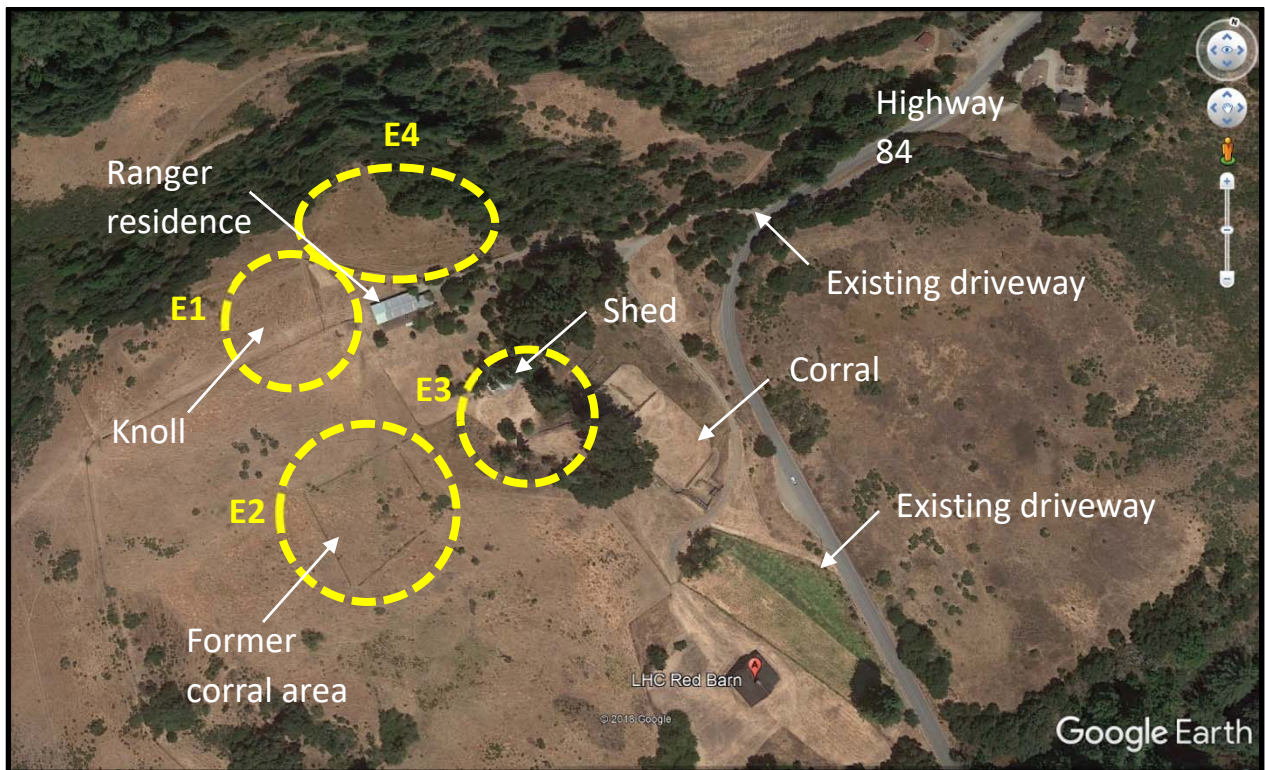 N
Highway
84
E4
Ranger
residence
Existing driveway
E1
Shed
Corral
E3
Knoll
E2
Existing driveway
Former
corral area
A
LHC Red Barn
© 2018 Google
Google Earth